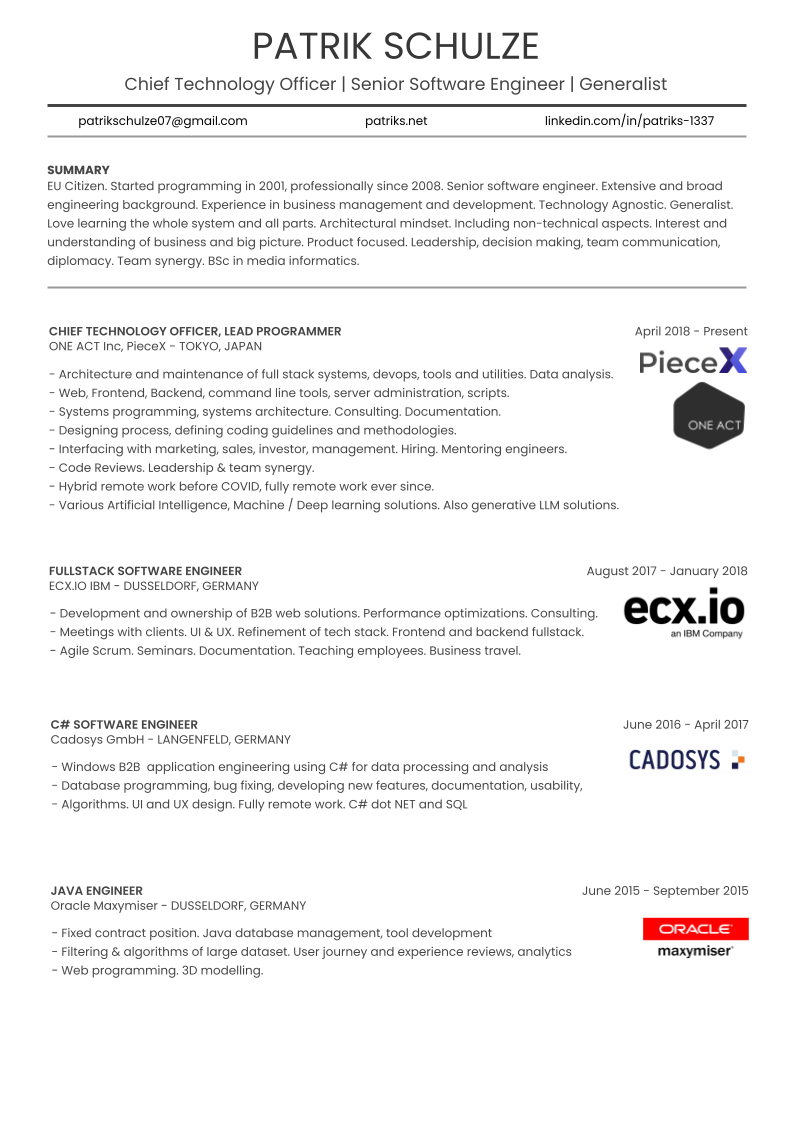 PATRIK SCHULZE
Chief Technology Officer | Senior Software Engineer | Generalist
patrikschulze07@gmail.com patriks.net linkedin.com/in/patriks-1337
SUMMARY
EU Citizen. Started programming in 2001, professionally since 2008. Senior software engineer. Extensive and broad
engineering background. Experience in business management and development. Technology Agnostic. Generalist.
Love learning the whole system and all parts. Architectural mindset. Including non-technical aspects. Interest and
understanding of business and big picture. Product focused. Leadership, decision making, team communication,
diplomacy. Team synergy. BSc in media informatics.
CHIEF TECHNOLOGY OFFICER, LEAD PROGRAMMER April 2018 - Present
ONE ACT Inc, PieceX - TOKYO, JAPAN
PieceX
- Architecture and maintenance of full stack systems, devops, tools and utilities. Data analysis.
- Web, Frontend, Backend, command line tools, server administration, scripts.
- Systems programming, systems architecture. Consulting. Documentation.
ONE ACT
- Designing process, defining coding guidelines and methodologies.
- Interfacing with marketing, sales, investor, management. Hiring. Mentoring engineers.
- Code Reviews. Leadership & team synergy.
- Hybrid remote work before COVID, fully remote work ever since.
- Various Artificial Intelligence, Machine / Deep learning solutions. Also generative LLM solutions.
FULLSTACK SOFTWARE ENGINEER August 2017 - January 2018
ECX.IO IBM - DUSSELDORF, GERMANY
ecx.io
an IBM Company
- Development and ownership of B2B web solutions. Performance optimizations. Consulting.
- Meetings with clients. UI & UX. Refinement of tech stack. Frontend and backend fullstack.
- Agile Scrum. Seminars. Documentation. Teaching employees. Business travel.
C# SOFTWARE ENGINEER June 2016 - April 2017
Cadosys GmbH - LANGENFELD, GERMANY
CADOSYS
- Windows B2B  application engineering using C# for data processing and analysis
- Database programming, bug fixing, developing new features, documentation, usability,
- Algorithms. UI and UX design. Fully remote work. C# dot NET and SQL
JAVA ENGINEER June 2015 - September 2015
Oracle Maxymiser - DUSSELDORF, GERMANY
ORACLE
maxymiser
- Fixed contract position. Java database management, tool development
- Filtering & algorithms of large dataset. User journey and experience reviews, analytics
- Web programming. 3D modelling.